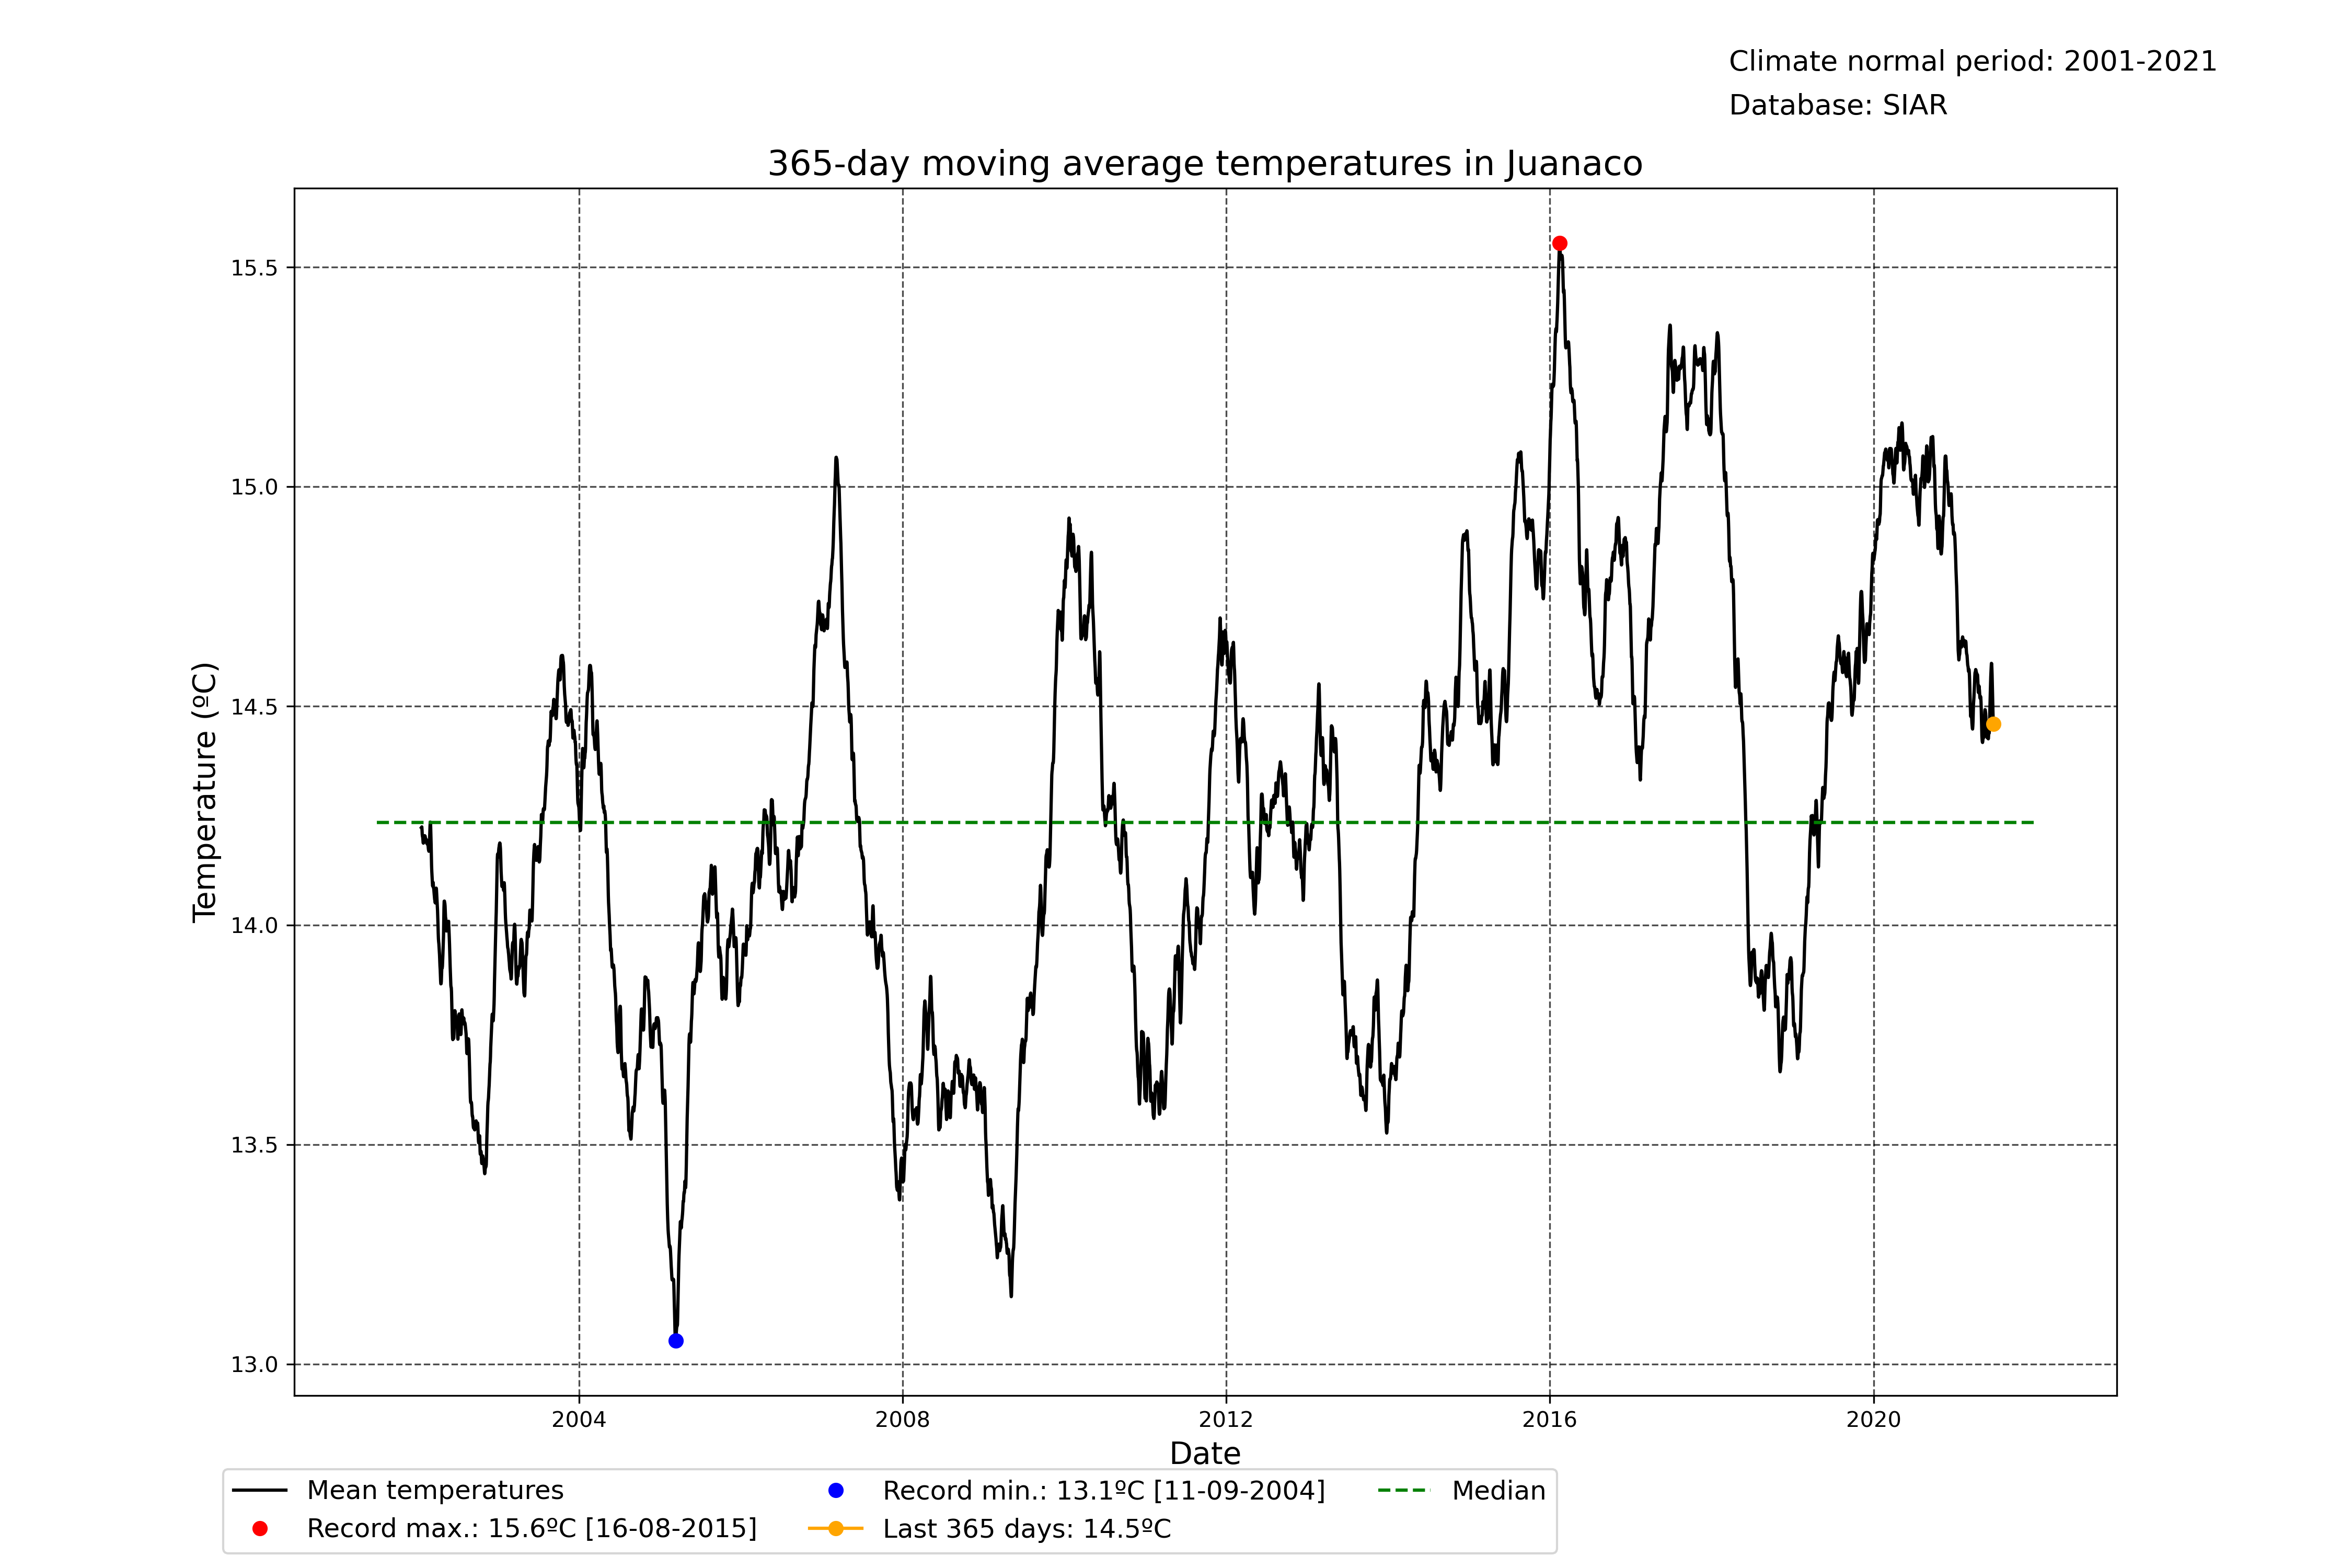 Climate normal period: 2001-2021
Database: SIAR
365-day moving average temperatures in Juanaco
15.5
15.0
14.5
14.0
13.5
13.0
Temperature (ºC)
2004 2008 2012 2016 2020
Date
Mean temperatures
Record max.: 15.6ºC [16-08-2015]
Record min.: 13.1ºC [11-09-2004]
Last 365 days: 14.5ºC
Median